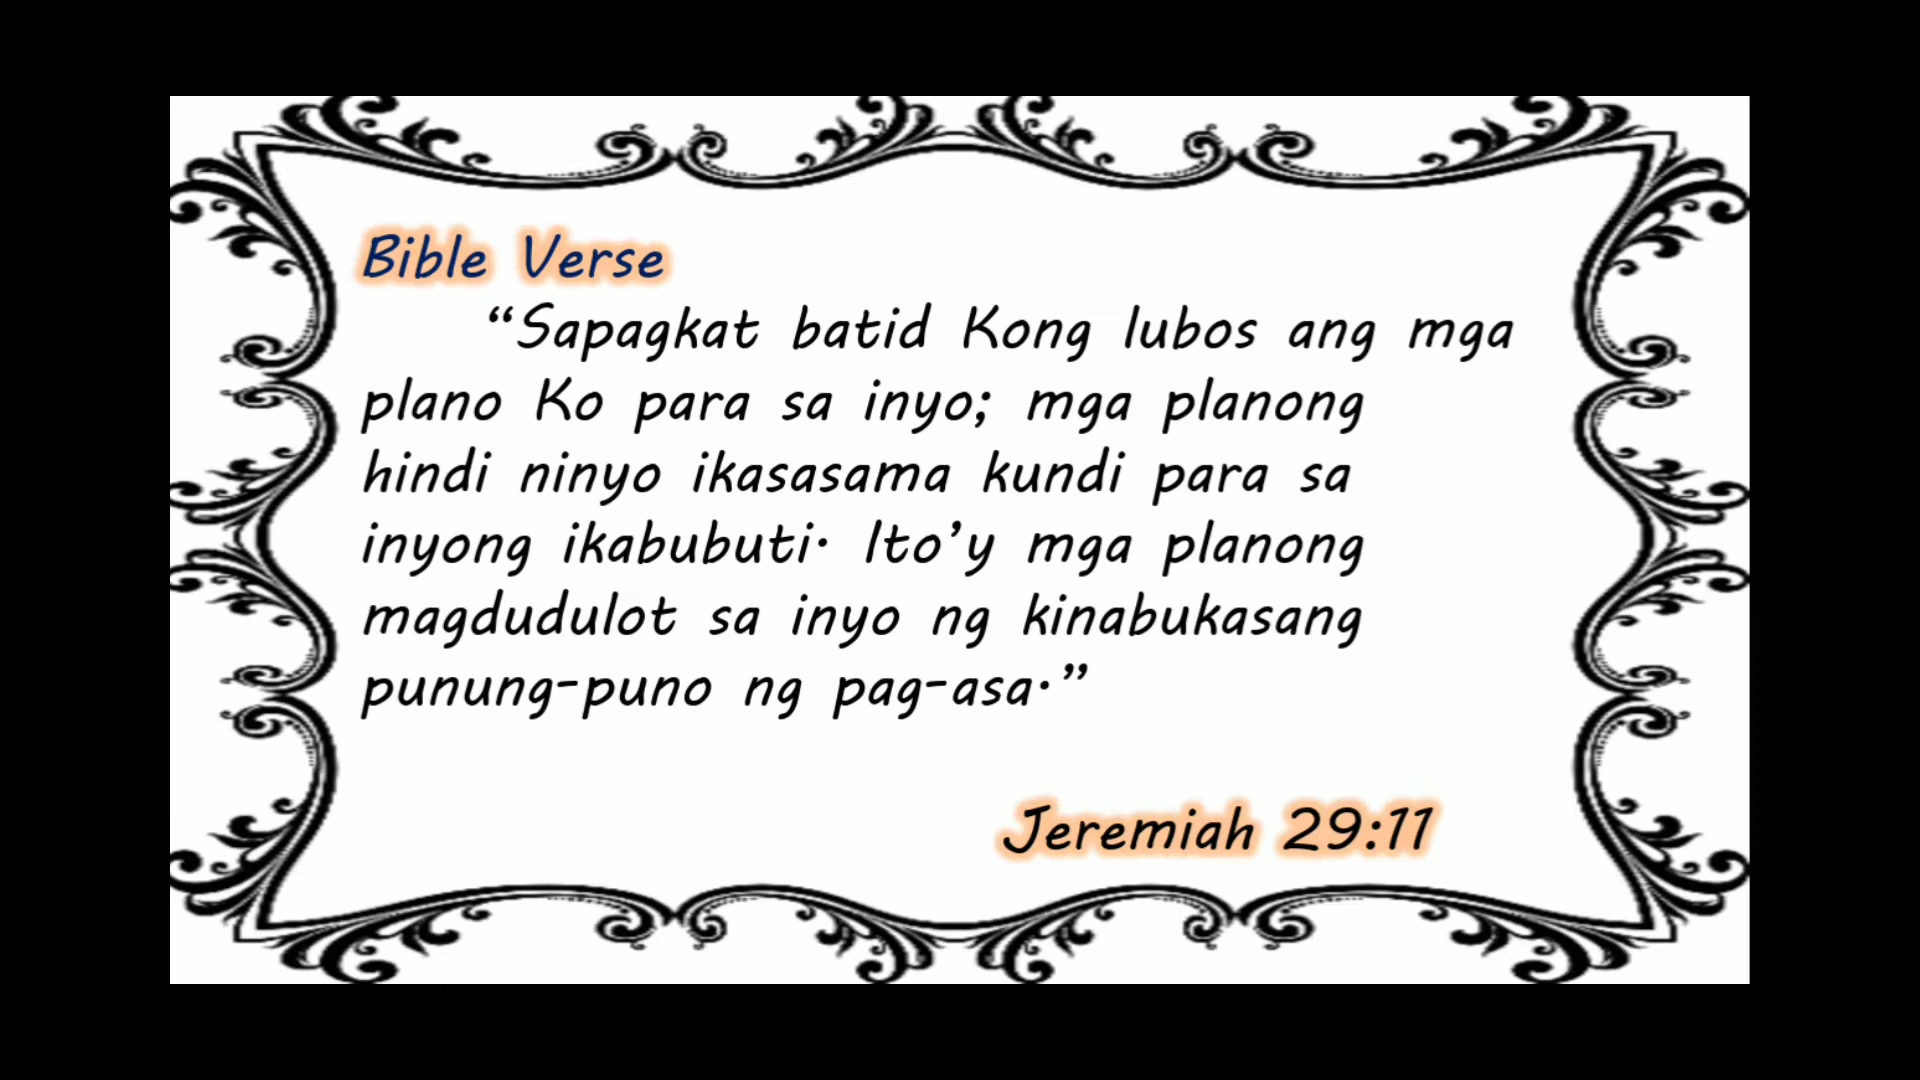 Bible Verse
“Sapagkat batid Kong lubos ang mga
plano Ko para sa inyo; mga planong
hindi ninyo ikasasama kundi para sa
inyong ikabubuti. Ito’y mga planong
magdudulot sa inyo ng kinabukasang
punung-puno ng pag-asa.”
Jeremiah 29:11